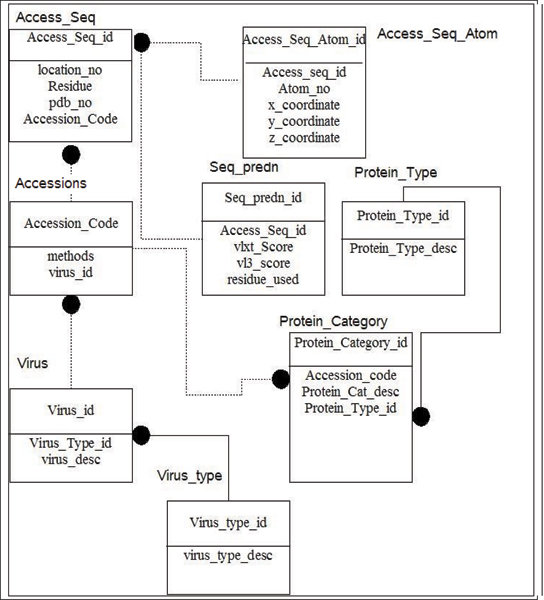 Access_Seq
Access_Seq_id
location_no
Residue
pdb_no
Accession_Code
Access_Seq_Atom
Access_Seq_Atom_id
Access_seq_id
Atom_no
x_coordinate
y_coordinate
z_coordinate
Accessions
Accession_Code
methods
virus_id
Seq_predn
Seq_predn_id
Access_Seq_id
vlxt_Score
vl3_score
residue_used
Protein_Type
Protein_Type_id
Protein_Type_desc
Protein_Category
Protein_Category_id
Accession_code
Protein_Cat_desc
Protein_Type_id
Virus
Virus_id
Virus_Type_id
virus_desc
Virus_type
Virus_type_id
virus_type_desc